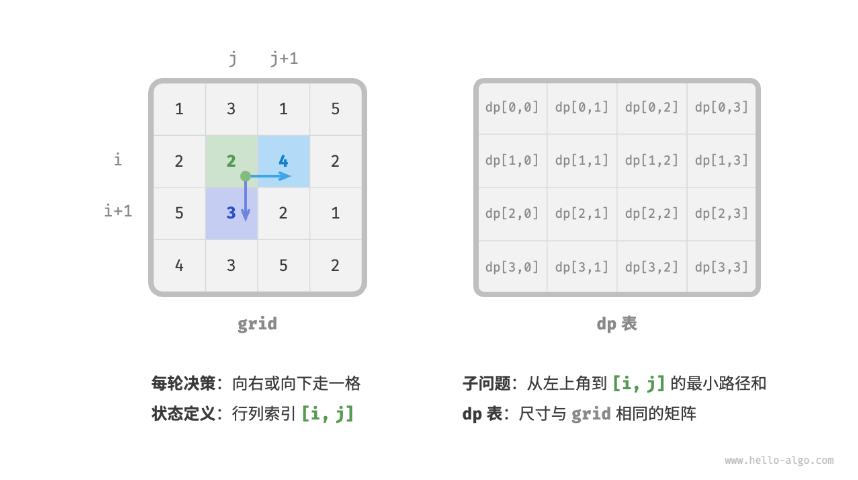 j j+1
1 3 1 5
i 2 2 4 2
i+1 5 3 2 1
4 3 5 2
grid
dp[0,0] dp[0,1] dp[0,2] dp[0,3]
dp[1,0] dp[1,1] dp[1,2] dp[1,3]
dp[2,0] dp[2,1] dp[2,2] dp[2,3]
dp[3,0] dp[3,1] dp[3,2] dp[3,3]
dp 表
每轮决策：向右或向下走一格
状态定义：行列索引 [i, j]
子问题：从左上角到 [i, j] 的最小路径和
dp 表：尺寸与 grid 相同的矩阵
www.hello-algo.com